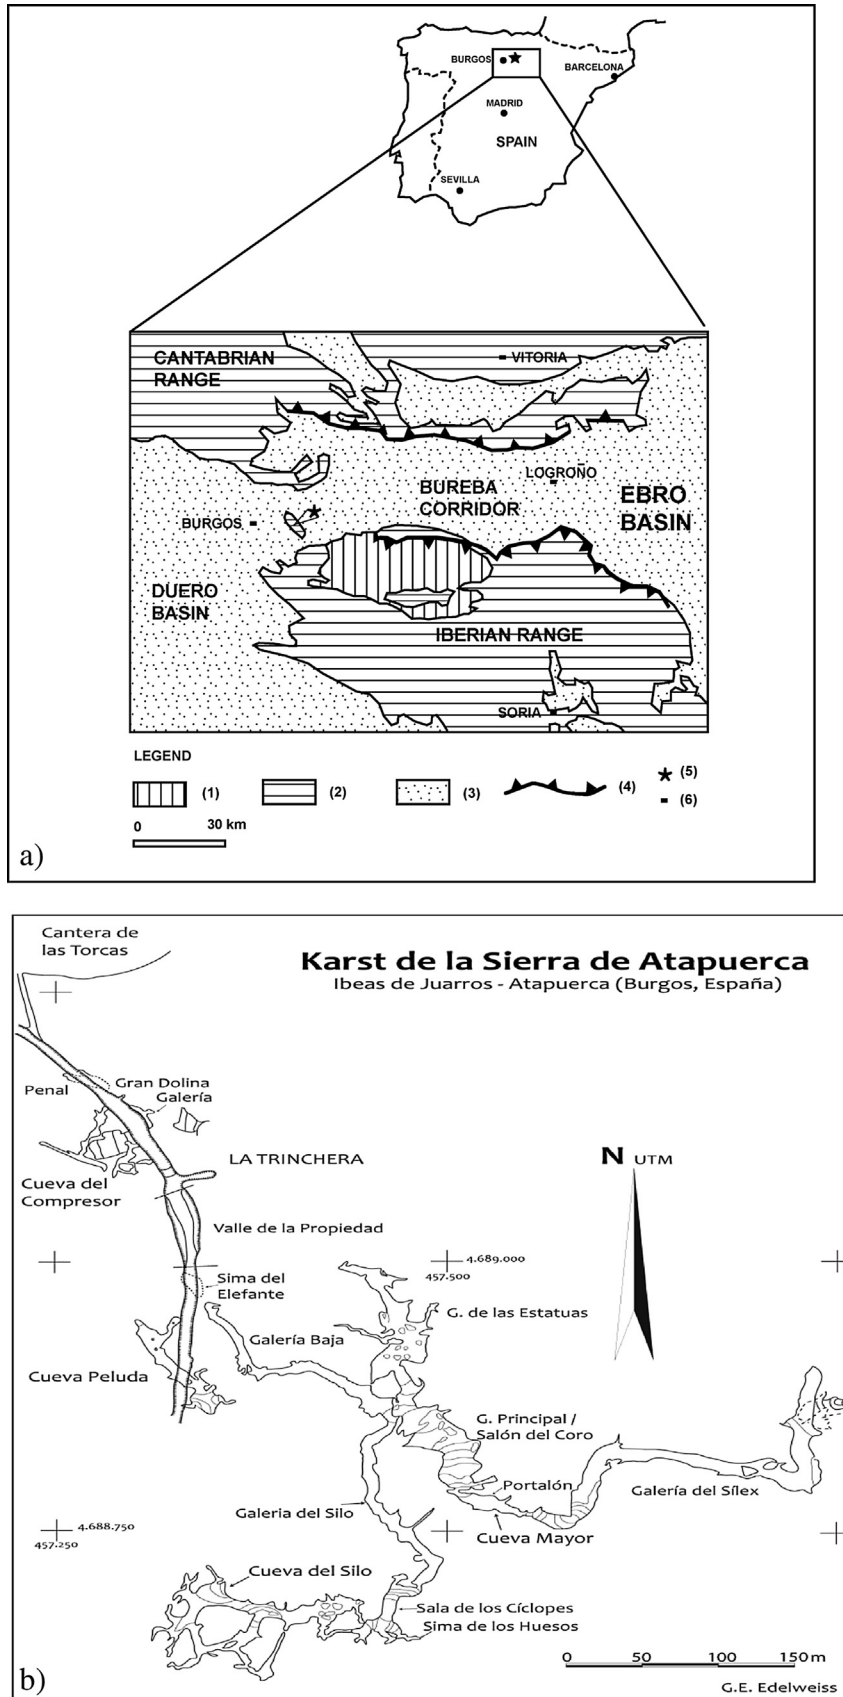 BURGOS
BARCELONA
MADRID
SPAIN
SEVILLA
CANTABRIAN
RANGE
VITORIA
LOGROÑO
BUREBA
CORRIDOR
EBRO
BASIN
BURGOS
DUERO
BASIN
IBERIAN RANGE
SORIA
LEGEND
(1)
(2)
(3)
(4)
(5)
(6)
0 30 km
a)
Cantera de
las Torcas
Karst de la Sierra de Atapuerca
Ibeas de Juarros - Atapuerca (Burgos, España)
Penal
Gran Dolina
Galería
LA TRINCHERA
N UTM
Cueva del
Compresor
Valle de la Propiedad
4.689.000
457.500
Sima del
Elefante
G. de las Estatuas
Galería Baja
Cueva Peluda
G. Principal /
Salón del Coro
Portalón
Galería del Sílex
Galeria del Silo
Cueva Mayor
4.688.750
457.250
Cueva del Silo
Sala de los Cíclopes
Sima de los Huesos
0 50 100 150 m
G.E. Edelweiss
b)